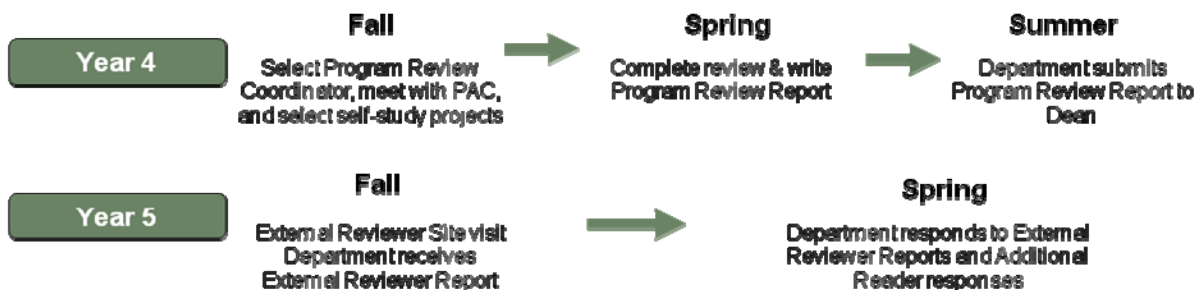 Year 4
Fall
Select Program Review
Coordinator, meet with PAC,
and select self-study projects
Spring
Complete review & write
Program Review Report
Summer
Department submits
Program Review Report to
Dean
Year 5
Fall
External Reviewer Site visit
Department receives
External Reviewer Report
Spring
Department responds to External
Reviewer Reports and Additional
Reader responses